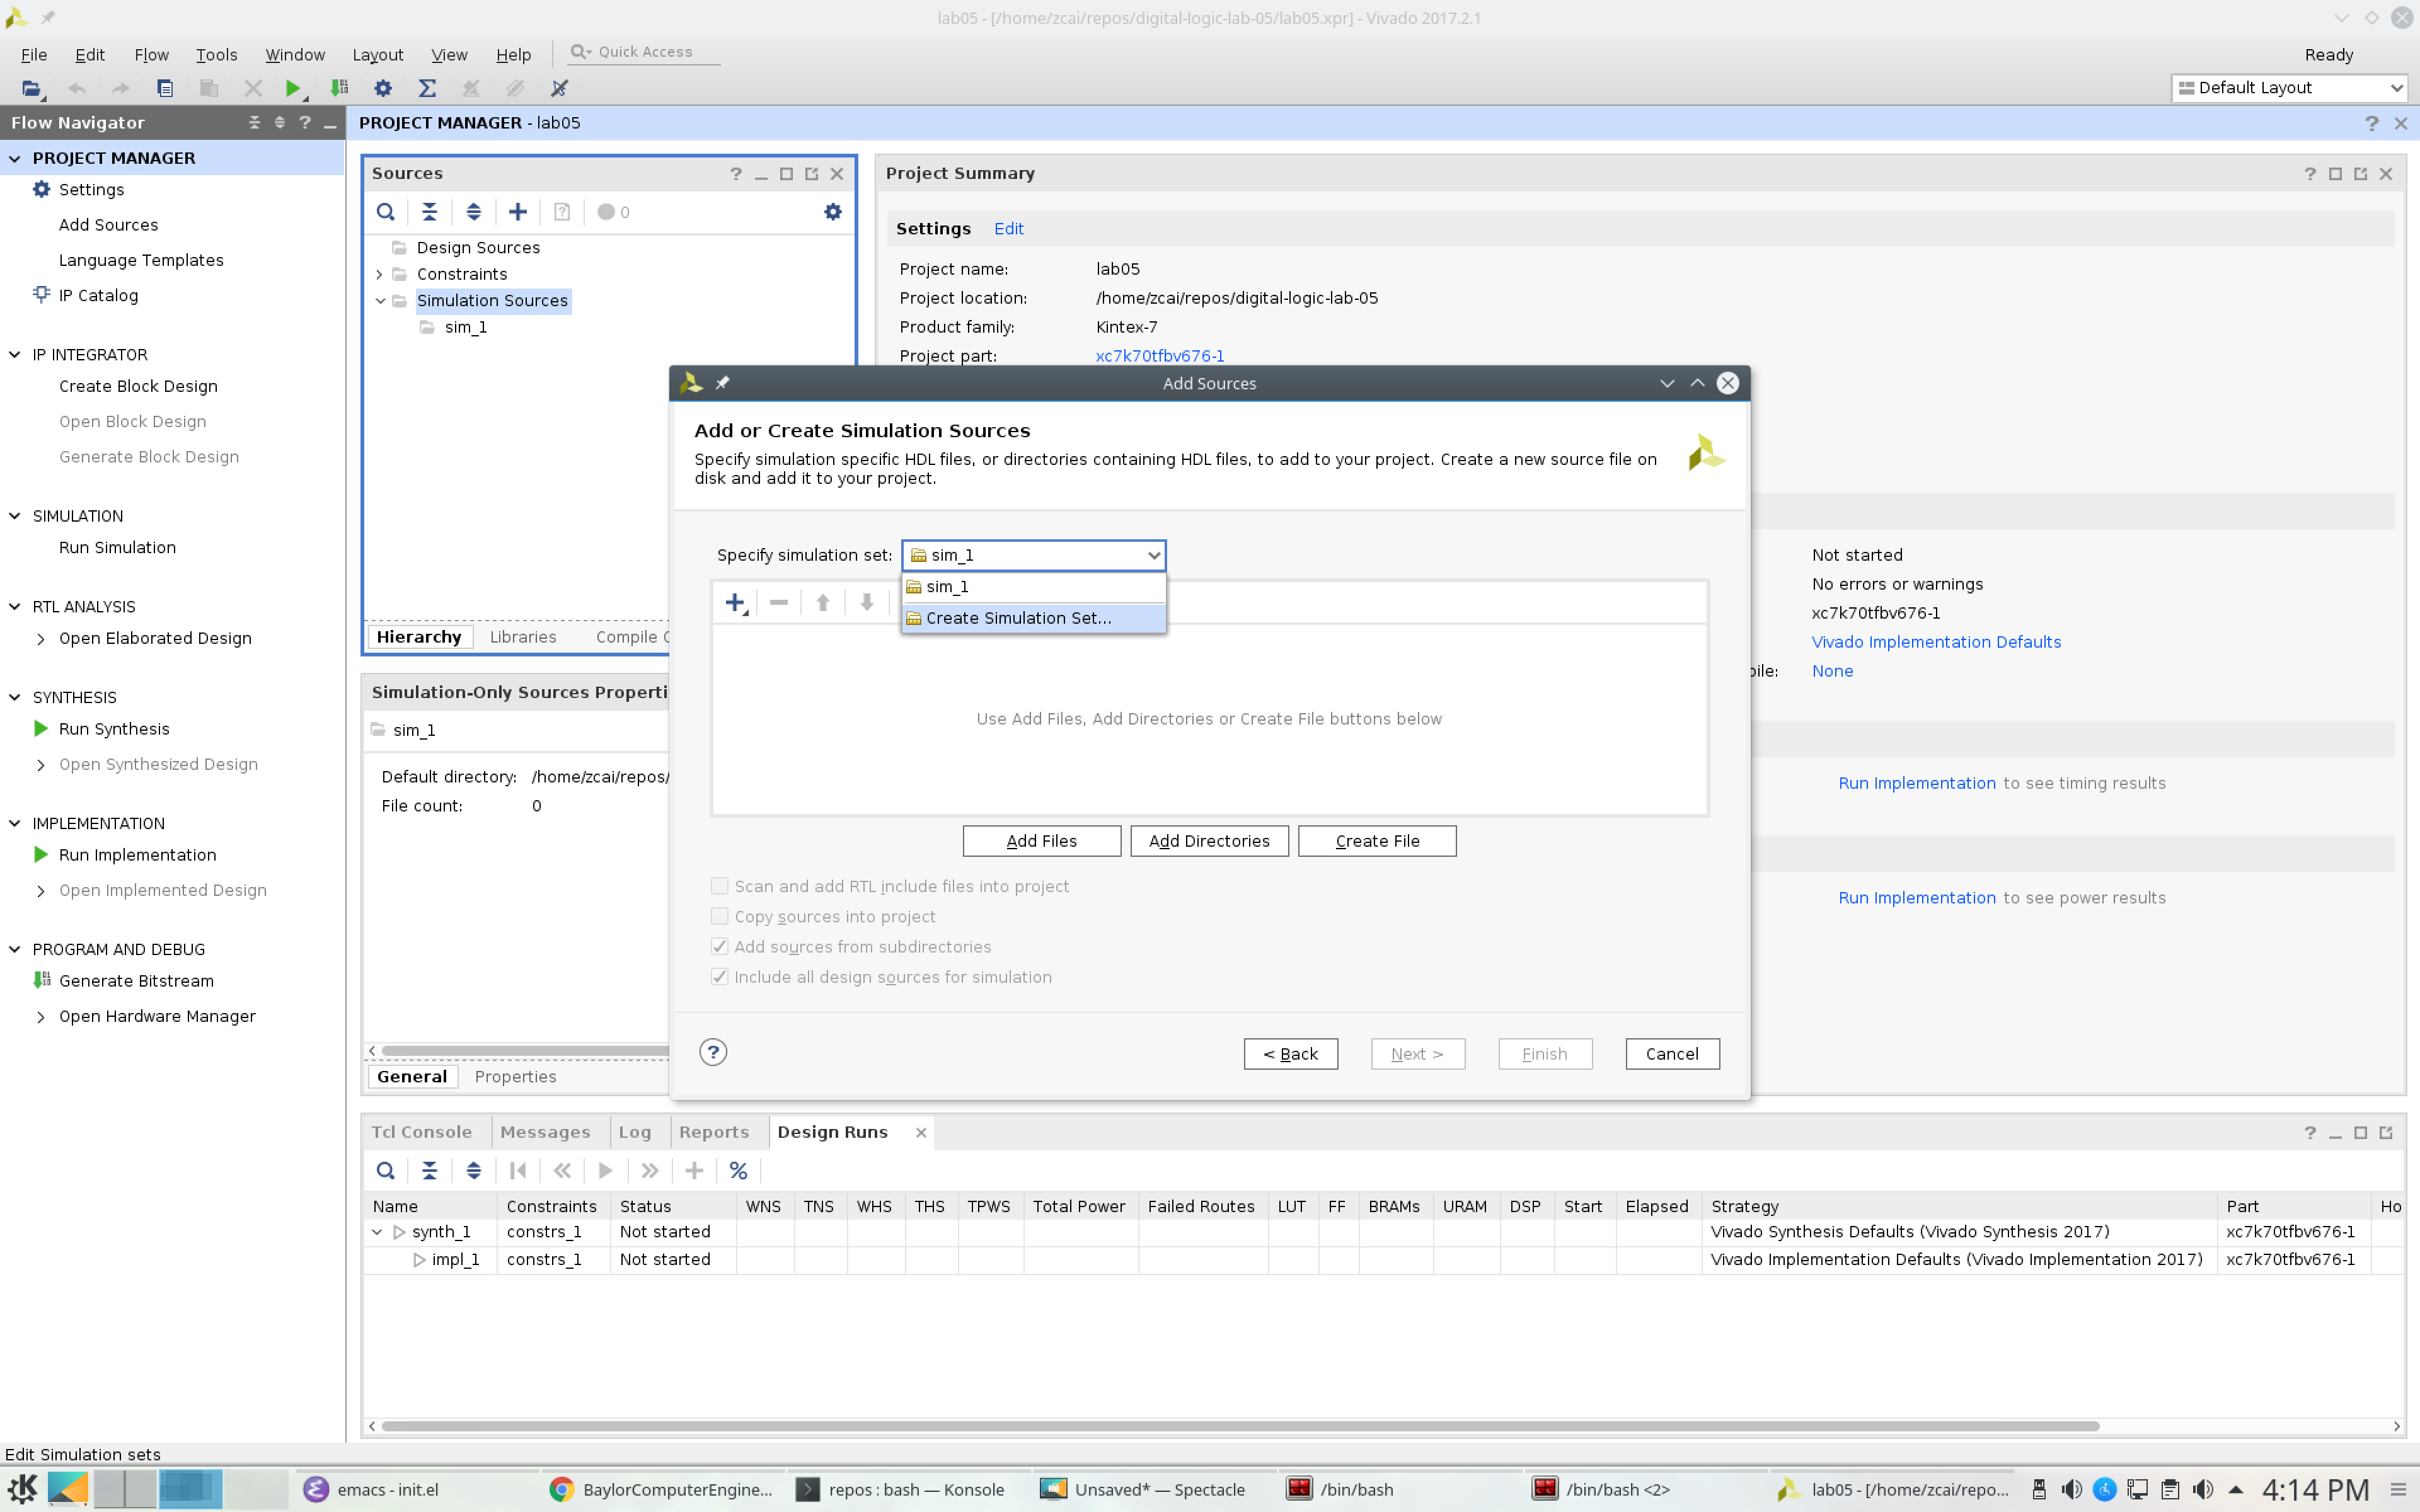 lab05 - [/home/zcai/repos/digital-logic-lab-05/lab05.xpr] - Vivado 2017.2.1
File Edit Flow Tools Window Layout View Help Quick Access Ready
Default Layout
Flow Navigator
PROJECT MANAGER
Settings
Add Sources
Language Templates
IP Catalog
IP INTEGRATOR
Create Block Design
Open Block Design
Generate Block Design
SIMULATION
Run Simulation
RTL ANALYSIS
Open Elaborated Design
SYNTHESIS
Run Synthesis
Open Synthesized Design
IMPLEMENTATION
Run Implementation
Open Implemented Design
PROGRAM AND DEBUG
Generate Bitstream
Open Hardware Manager
PROJECT MANAGER - lab05
Sources
0
Design Sources
Constraints
Simulation Sources
sim_1
Hierarchy Libraries Compile
Simulation-Only Sources
sim_1
Default directory: /home/zcai/repos/
File count: 0
General Properties
Project Summary
Settings Edit
Project name: lab05
Project location: /home/zcai/repos/digital-logic-lab-05
Product family: Kintex-7
Project part: xc7k70tfbv676-1
Not started
No errors or warnings
xc7k70tfbv676-1
Vivado Implementation Defaults
None
Run Implementation to see timing results
Run Implementation to see power results
Add Sources
Add or Create Simulation Sources
Specify simulation specific HDL files, or directories containing HDL files, to add to your project. Create a new source file on
disk and add it to your project.
Specify simulation set: sim_1
sim_1
Create Simulation Set...
Use Add Files, Add Directories or Create File buttons below
Add Files Add Directories Create File
Scan and add RTL include files into project
Copy sources into project
Add sources from subdirectories
Include all design sources for simulation
< Back Next > Finish Cancel
Tcl Console Messages Log Reports Design Runs
Name Constraints Status WNS TNS WHS THS TPWS Total Power Failed Routes LUT FF BRAMs URAM DSP Start Elapsed Strategy Part Ho
synth_1 constrs_1 Not started Vivado Synthesis Defaults (Vivado Synthesis 2017) xc7k70tfbv676-1
impl_1 constrs_1 Not started Vivado Implementation Defaults (Vivado Implementation 2017) xc7k70tfbv676-1
Edit Simulation sets
emacs - init.el BaylorComputerEngine... repos : bash — Konsole Unsaved* — Spectacle /bin/bash /bin/bash <2> lab05 - [/home/zcai/repo... 4:14 PM